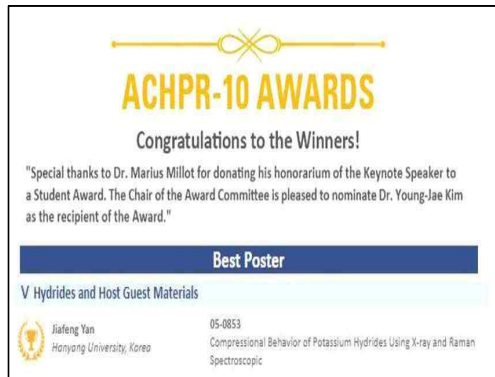 ACHPR-10 AWARDS
Congratulations to the Winners!
"Special thanks to Dr. Marius Millot for donating his honorarium of the Keynote Speaker to
a Student Award. The Chair of the Award Committee is pleased to nominate Dr. Young-Jae Kim
as the recipient of the Award."
Best Poster
V Hydrides and Host Guest Materials
Jiafeng Yan
Hanyang University, Korea
05-0853
Compressional Behavior of Potassium Hydrides Using X-ray and Raman
Spectroscopic